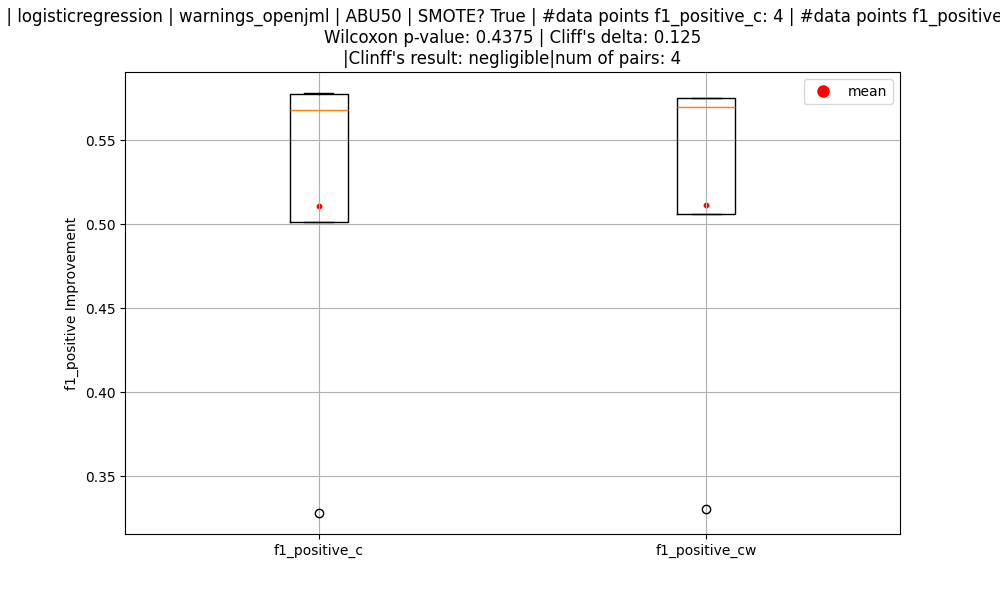 | logisticregression | warnings_openjml | ABU50 | SMOTE? True | #data points f1_positive_c: 4 | #data points f1_positive
Wilcoxon p-value: 0.4375 | Cliff's delta: 0.125
|Clinff's result: negligible|num of pairs: 4
mean
0.55
0.50
0.45
0.40
0.35
f1_positive Improvement
f1_positive_c
f1_positive_cw